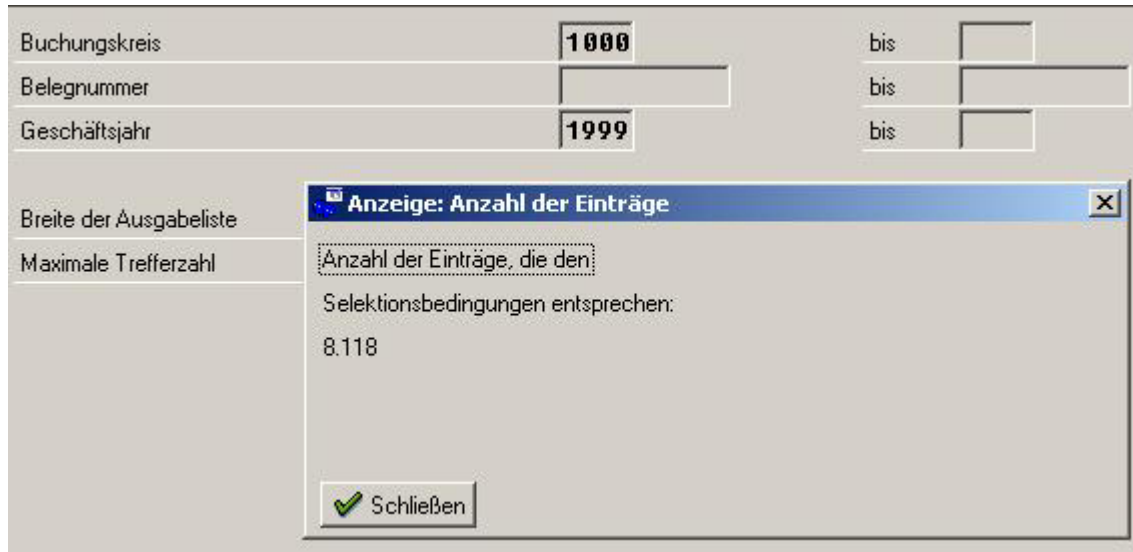 Buchungskreis 1000 bis
Belegnummer bis
Geschäftsjahr 1999 bis
Anzeige: Anzahl der Einträge
Breite der Ausgabeliste
Anzahl der Einträge, die den
Maximale Trefferzahl
Selektionsbedingungen entsprechen:
8.118
Schließen